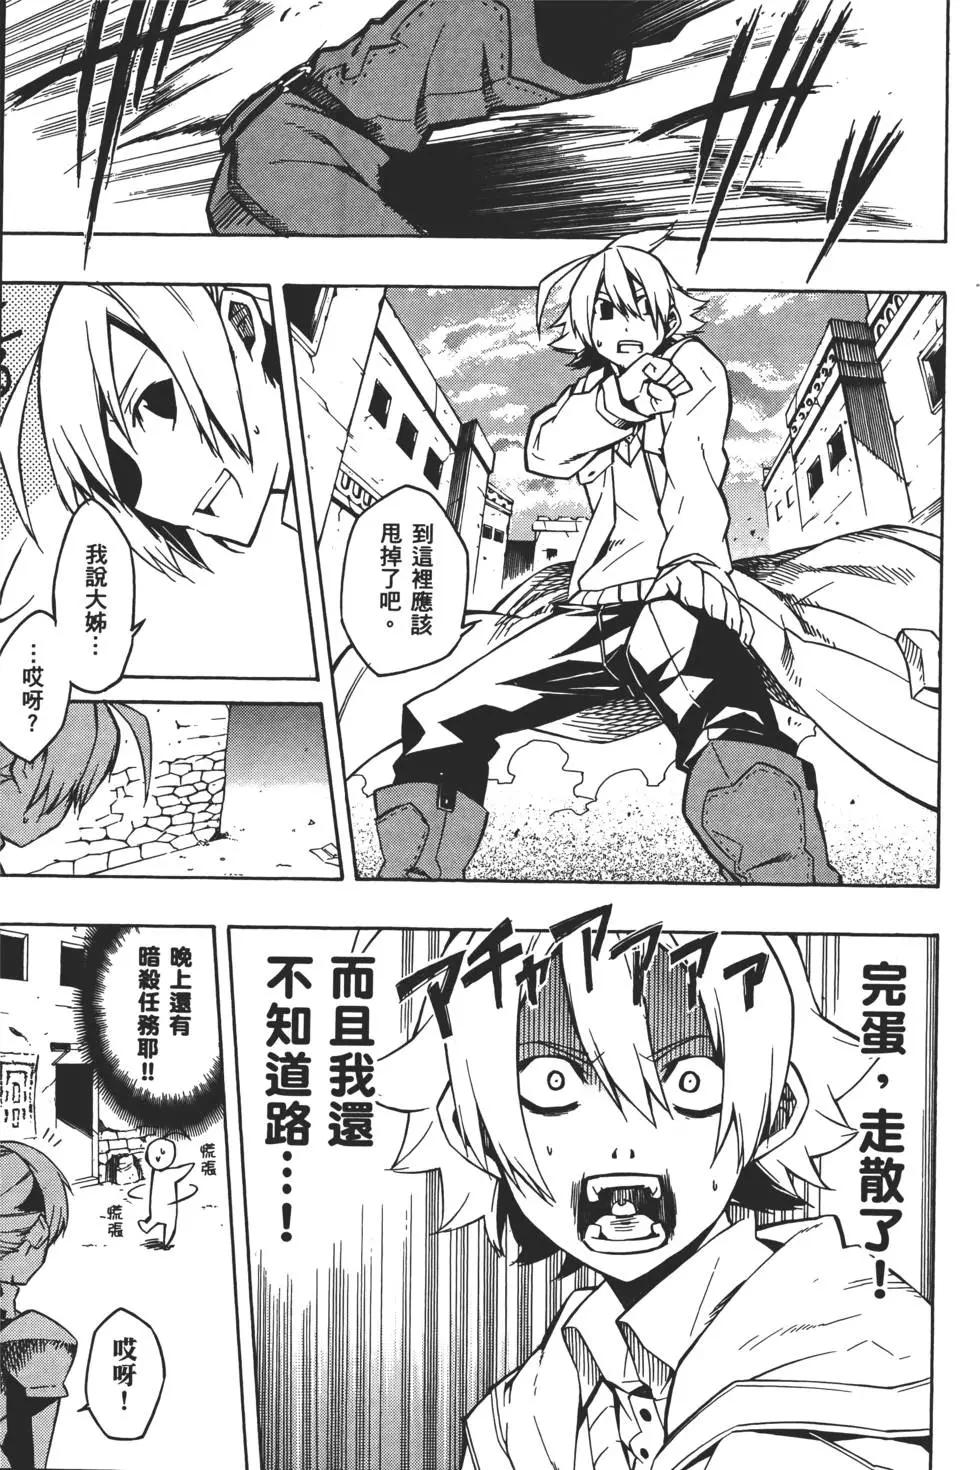 到這裡應該
甩掉了吧。
我說大姊…
…哎呀?
完蛋,走散了!
アチャアアァァ
而且我還
不知道路…!
晚上還有
暗殺任務耶!!
慌張
慌張
哎呀!